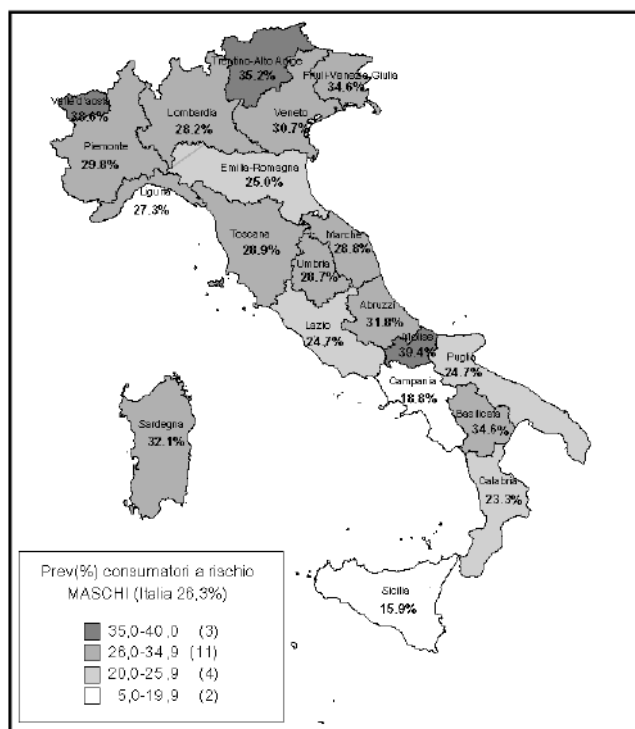 Trentino-Alto Adige
35.2%
Friuli-Venezia Giulia
34.6%
Valle d'aosta
38.6%
Lombardia
28.2%
Veneto
30.7%
Piemonte
29.8%
Emilia-Romagna
25.0%
Liguria
27.3%
Toscana
28.9%
Marche
28.8%
Umbria
28.7%
Abruzzi
31.8%
Lazio
24.7%
Molise
39.4%
Puglia
24.7%
Campania
18.8%
Basilicata
34.6%
Sardegna
32.1%
Calabria
23.3%
Sicilia
15.9%
Prev(%) consumatori a rischio
MASCHI (Italia 26,3%)
35,0-40,0 (3)
26,0-34,9 (11)
20,0-25,9 (4)
5,0-19,9 (2)